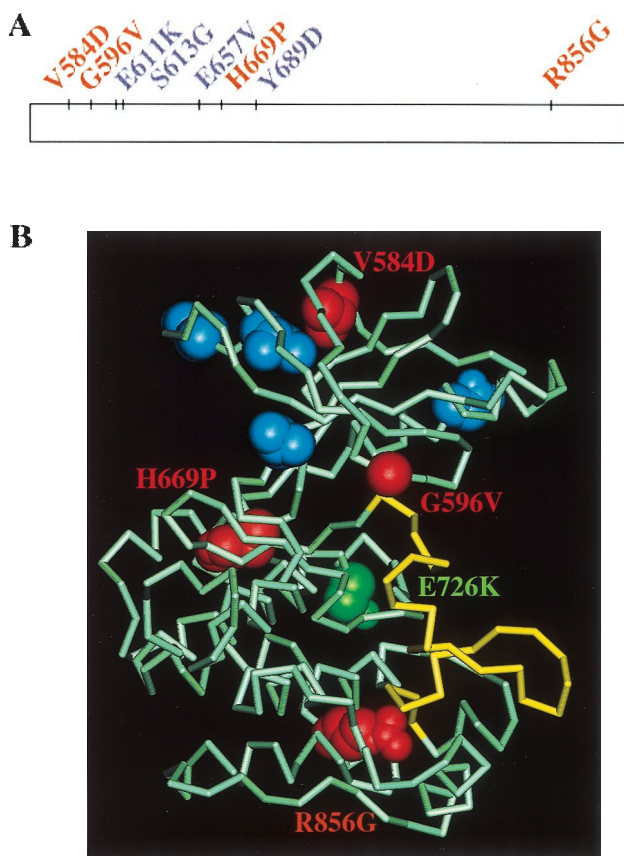 A
V584D
G596V
E611K
S613G
E657V
H669P
Y689D
R856G
B
V584D
H669P
G596V
E726K
R856G